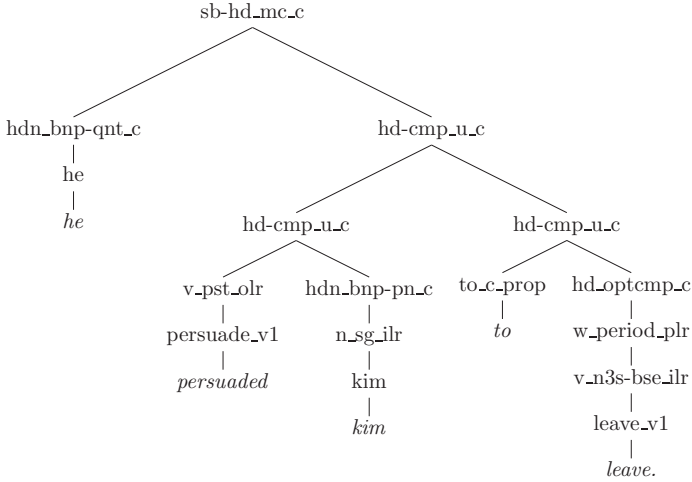 sb-hd_mc_c
hdn_bnp-qnt_c hd-cmp_u_c
he
he
hd-cmp_u_c hd-cmp_u_c
v_pst_olr hdn_bnp-pn_c to_c_prop hd_optcmp_c
persuade_v1 n_sg_ilr to w_period_plr
persuaded kim v_n3s-bse_ilr
kim leave_v1
leave.